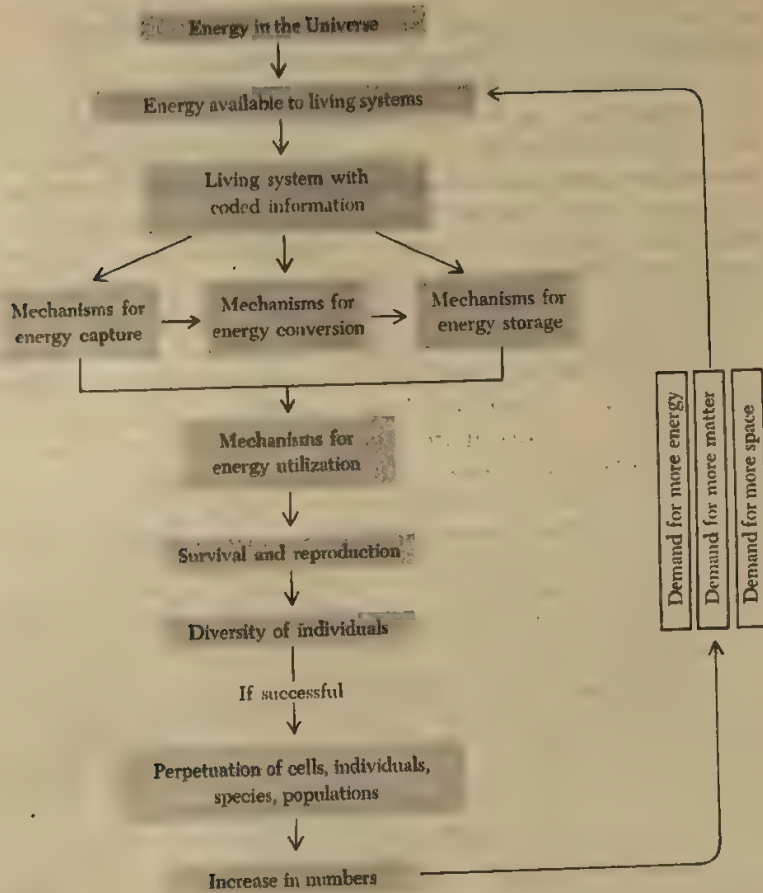 Energy in the Universe
Energy available to living systems
Living system with
coded information
Mechanisms for
energy capture
Mechanisms for
energy conversion
Mechanisms for
energy storage
Mechanisms for
energy utilization
Survival and reproduction
Diversity of individuals
If successful
Perpetuation of cells, individuals,
species, populations
Increase in numbers
Demand for more energy
Demand for more matter
Demand for more space